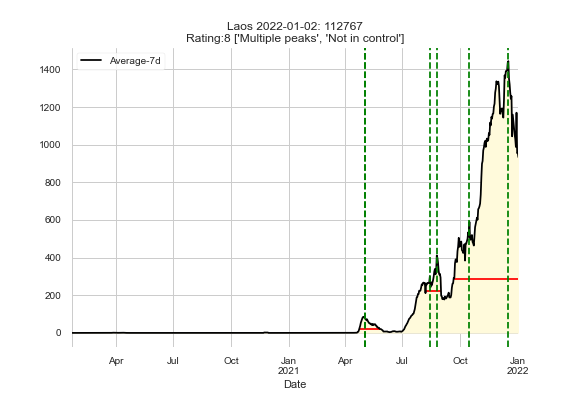 Laos 2022-01-02: 112767
Rating:8 ['Multiple peaks', 'Not in control']
Average-7d
1400
1200
1000
800
600
400
200
0
Apr Jul Oct Jan Apr Jul Oct Jan
2021 2022
Date